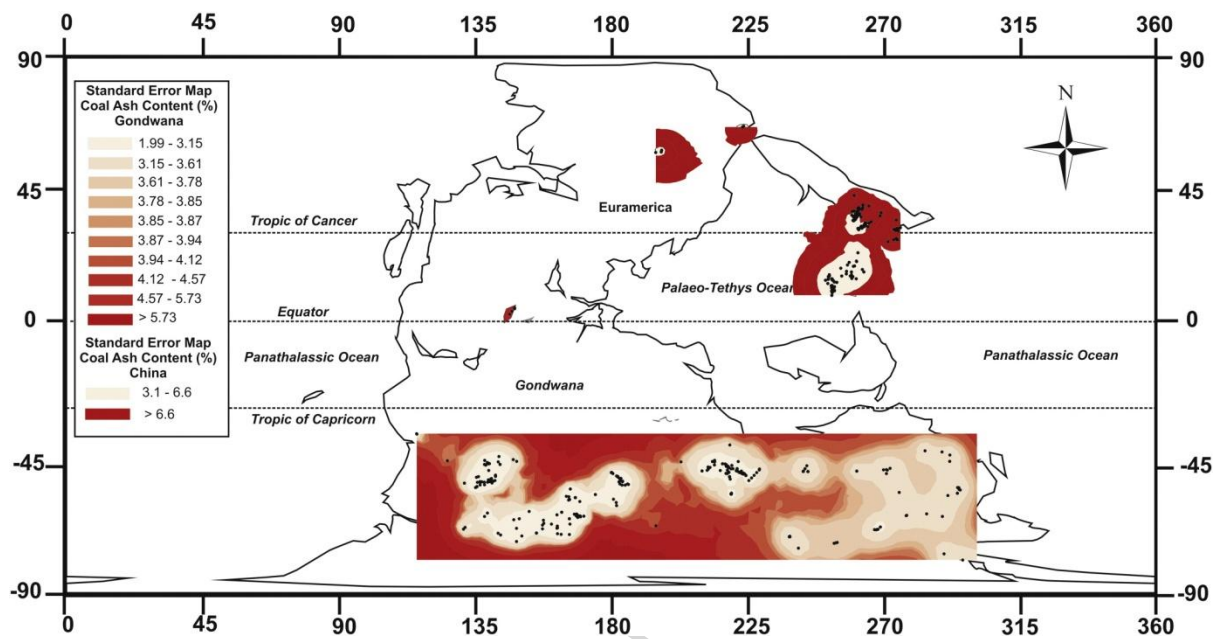 0 45 90 135 180 225 270 315 360
90 90
Standard Error Map
Coal Ash Content (%)
Gondwana
1.99 - 3.15
3.15 - 3.61
3.61 - 3.78
3.78 - 3.85
3.85 - 3.87
3.87 - 3.94
3.94 - 4.12
4.12 - 4.57
4.57 - 5.73
> 5.73
Standard Error Map
Coal Ash Content (%)
China
3.1 - 6.6
> 6.6
N
45 45
Euramerica
Tropic of Cancer
Palaeo-Tethys Ocean
Equator
0 0
Panathalassic Ocean Panathalassic Ocean
Gondwana
Tropic of Capricorn
-45 -45
-90 -90
0 45 90 135 180 225 270 315 360